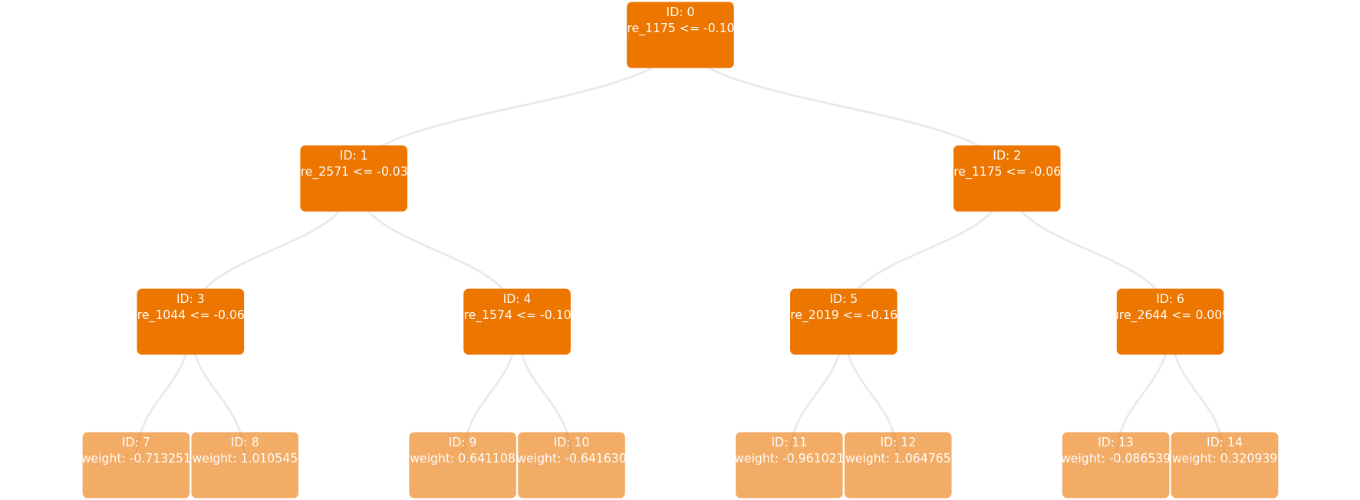 ID: 0
re_1175 <= -0.10
ID: 1
re_2571 <= -0.03
ID: 2
re_1175 <= -0.06
ID: 3
re_1044 <= -0.06
ID: 4
re_1574 <= -0.10
ID: 5
re_2019 <= -0.16
ID: 6
re_2644 <= 0.00
ID: 7
weight: -0.713251
ID: 8
weight: 1.010545
ID: 9
weight: 0.641108
ID: 10
weight: -0.641630
ID: 11
weight: -0.961021
ID: 12
weight: 1.064765
ID: 13
weight: -0.086539
ID: 14
weight: 0.320939